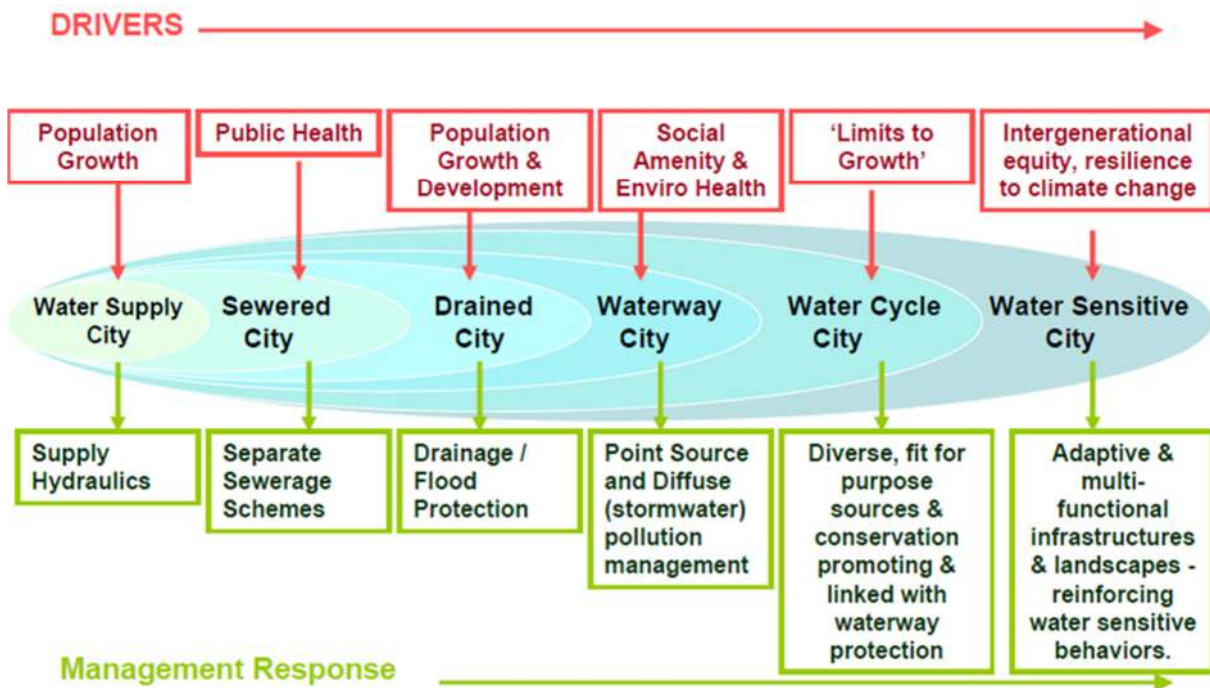 DRIVERS
Population
Growth
Public Health
Population
Growth &
Development
Social
Amenity &
Enviro Health
‘Limits to
Growth’
Intergenerational
equity, resilience
to climate change
Water Supply
City
Sewered
City
Drained
City
Waterway
City
Water Cycle
City
Water Sensitive
City
Supply
Hydraulics
Separate
Sewerage
Schemes
Drainage /
Flood
Protection
Point Source
and Diffuse
(stormwater)
pollution
management
Diverse, fit for
purpose
sources &
conservation
promoting &
linked with
waterway
protection
Adaptive &
multi-
functional
infrastructures
& landscapes -
reinforcing
water sensitive
behaviors.
Management Response